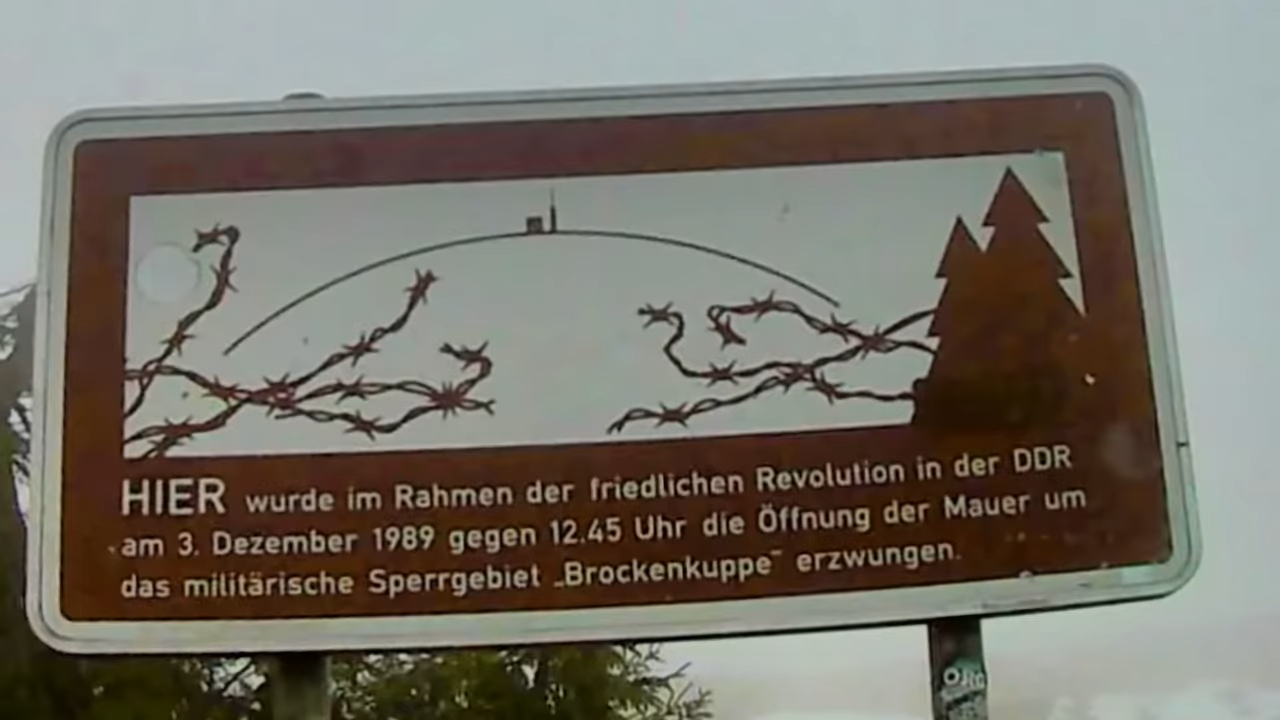 HIER wurde im Rahmen der friedlichen Revolution in der DDR
am 3. Dezember 1989 gegen 12.45 Uhr die Öffnung der Mauer um
das militärische Sperrgebiet „Brockenkuppe“ erzwungen.